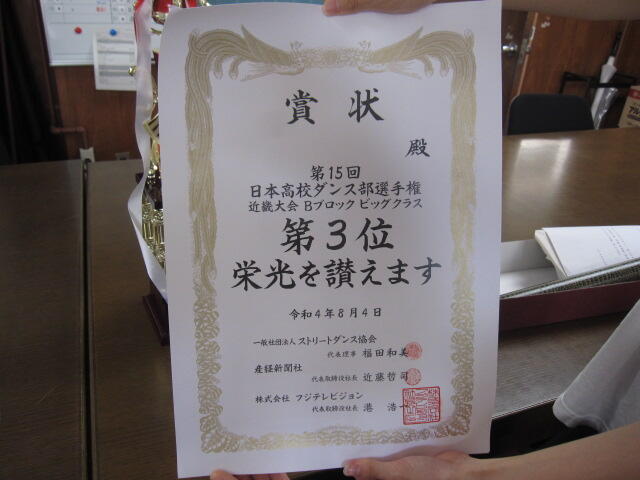 賞状
殿
第15回
日本高校ダンス部選手権
近畿大会 Bブロック ビッグクラス
第3位
栄光を讃えます
令和4年8月4日
一般社団法人 ストリートダンス協会
代表理事 福田和美
産経新聞社
代表取締役社長 近藤哲司
株式会社 フジテレビジョン
代表取締役社長 港 浩一